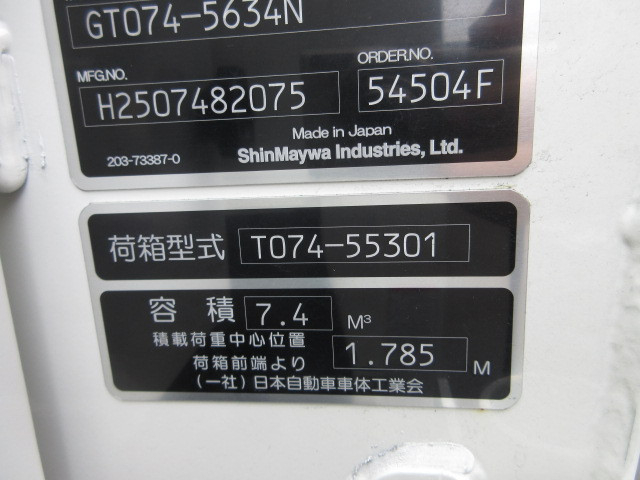 GT074-5634N
MFG.NO.
ORDER.NO.
H2507482075
54504F
Made in Japan
203-73387-0
ShinMaywa Industries, Ltd.
荷箱型式 T074-55301
容積 7.4 M³
積載荷重中心位置
荷箱前端より 1.785 M
(一社)日本自動車車体工業会